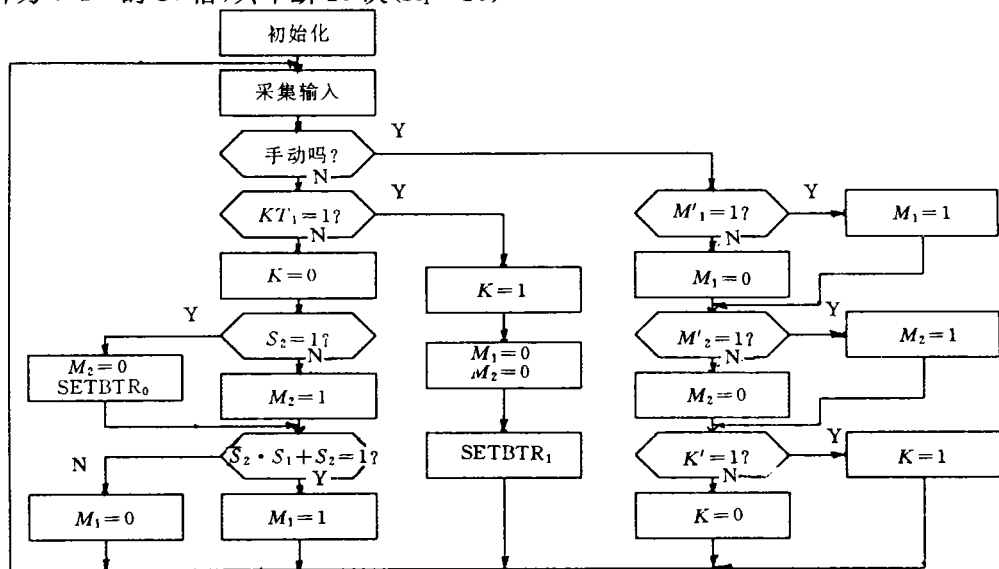 初始化
采集输入
手动吗?
Y
N
KT₁=1?
Y
N
K=0
S₂=1?
Y
N
M₂=0
SETBTR₀
M₂=1
S̄₂·S₁+S₂=1?
N
Y
M₁=0
M₁=1
K=1
M₁=0
M₂=0
SETBTR₁
M'₁=1?
Y
N
M₁=1
M₁=0
M'₂=1?
Y
N
M₂=1
M₂=0
K'=1?
Y
N
K=1
K=0